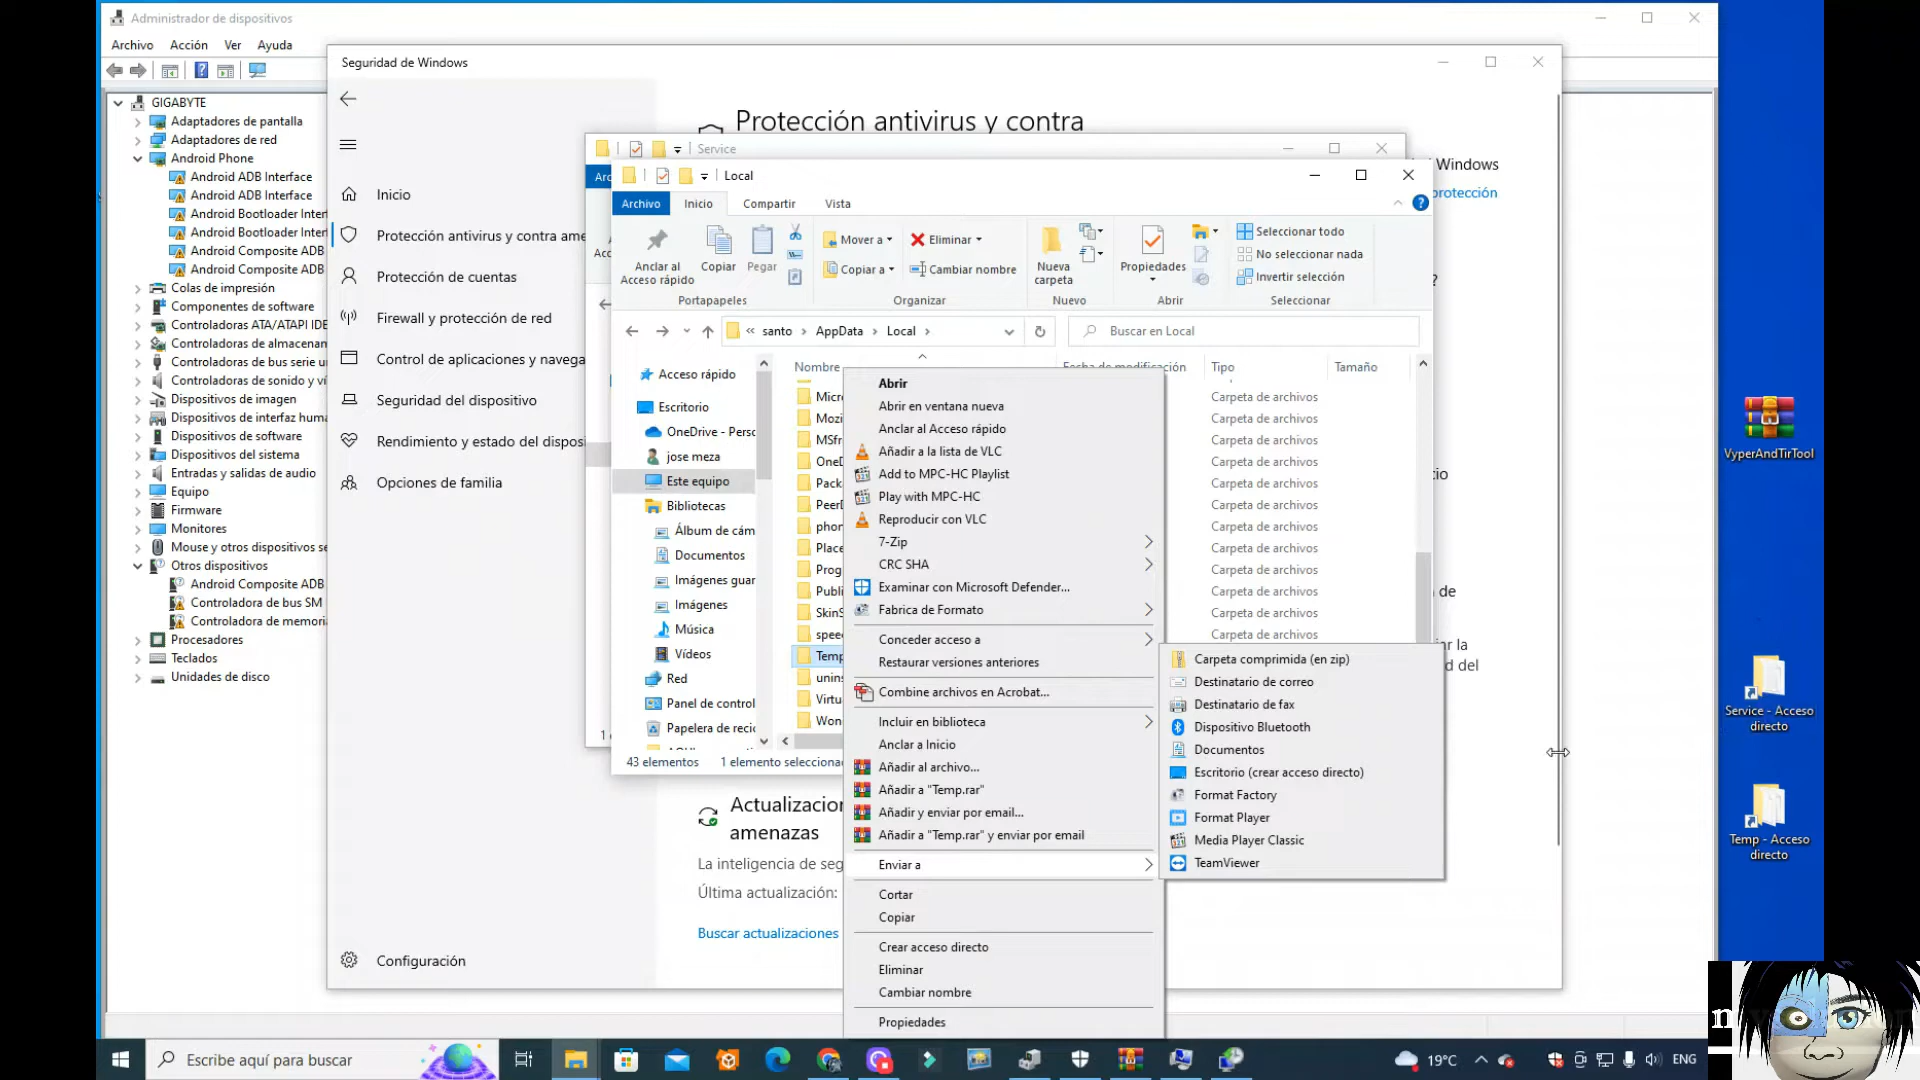 Administrador de dispositivos
Archivo Acción Ver Ayuda
GIGABYTE
Adaptadores de pantalla
Adaptadores de red
Android Phone
Android ADB Interface
Android ADB Interface
Android Bootloader Inter
Android Bootloader Inter
Android Composite ADB
Android Composite ADB
Colas de impresión
Componentes de software
Controladoras ATA/ATAPI IDE
Controladoras de almacenan
Controladoras de bus serie u
Controladoras de sonido y ví
Dispositivos de imagen
Dispositivos de interfaz huma
Dispositivos de software
Dispositivos del sistema
Entradas y salidas de audio
Equipo
Firmware
Monitores
Mouse y otros dispositivos se
Otros dispositivos
Android Composite ADB
Controladora de bus SM
Controladora de memoria
Procesadores
Teclados
Unidades de disco
Seguridad de Windows
Inicio
Protección antivirus y contra ame
Protección de cuentas
Firewall y protección de red
Control de aplicaciones y navega
Seguridad del dispositivo
Rendimiento y estado del disposi
Opciones de familia
Configuración
Protección antivirus y contra
Windows
protección
?
cio
de
ar la
d del
Actualizacion
amenazas
La inteligencia de seg
Última actualización:
Buscar actualizaciones
Service
Arc
Acc
1
Local
Archivo Inicio Compartir Vista
Anclar al Acceso rápido
Copiar
Pegar
Portapapeles
Mover a
Copiar a
Eliminar
Cambiar nombre
Organizar
Nueva carpeta
Nuevo
Propiedades
Abrir
Seleccionar todo
No seleccionar nada
Invertir selección
Seleccionar
« santo > AppData > Local >
Buscar en Local
Acceso rápido
Escritorio
OneDrive - Perso
jose meza
Este equipo
Bibliotecas
Álbum de cám
Documentos
Imágenes guar
Imágenes
Música
Vídeos
Red
Panel de control
Papelera de recic
Nombre Fecha de modificación Tipo Tamaño
Micr Carpeta de archivos
Mozi Carpeta de archivos
MSfr Carpeta de archivos
OneD Carpeta de archivos
Pack Carpeta de archivos
PeerD Carpeta de archivos
phon Carpeta de archivos
Place Carpeta de archivos
Prog Carpeta de archivos
Publi Carpeta de archivos
SkinS Carpeta de archivos
spee Carpeta de archivos
Temp
unins
Virtu
Won
43 elementos 1 elemento seleccionad
Abrir
Abrir en ventana nueva
Anclar al Acceso rápido
Añadir a la lista de VLC
Add to MPC-HC Playlist
Play with MPC-HC
Reproducir con VLC
7-Zip
CRC SHA
Examinar con Microsoft Defender...
Fabrica de Formato
Conceder acceso a
Restaurar versiones anteriores
Combine archivos en Acrobat...
Incluir en biblioteca
Anclar a Inicio
Añadir al archivo...
Añadir a "Temp.rar"
Añadir y enviar por email...
Añadir a "Temp.rar" y enviar por email
Enviar a
Cortar
Copiar
Crear acceso directo
Eliminar
Cambiar nombre
Propiedades
Carpeta comprimida (en zip)
Destinatario de correo
Destinatario de fax
Dispositivo Bluetooth
Documentos
Escritorio (crear acceso directo)
Format Factory
Format Player
Media Player Classic
TeamViewer
VyperAndTirTool
Service - Acceso
directo
Temp - Acceso
directo
Escribe aquí para buscar
19°C
ENG